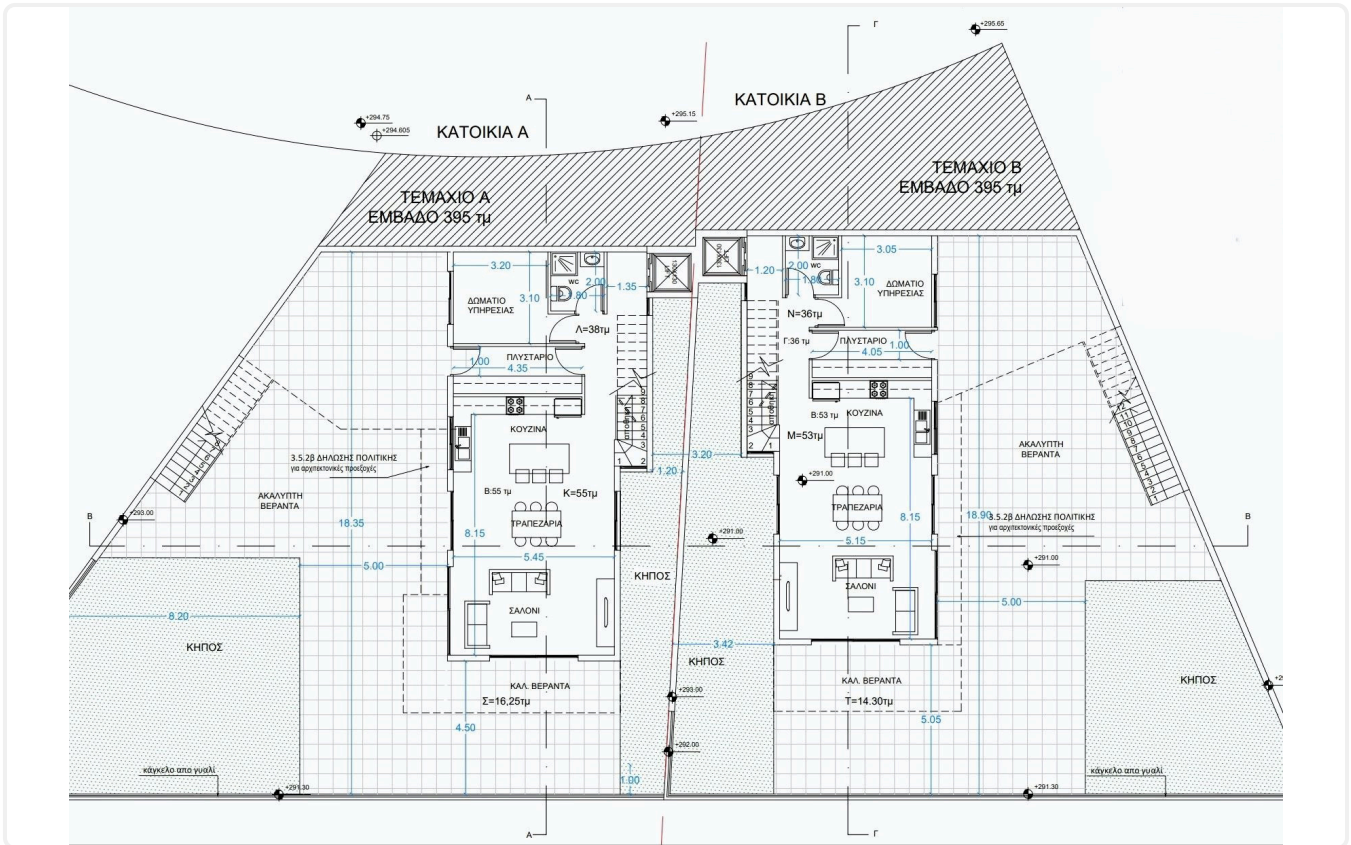 Γ
+295.65
Α
ΚΑΤΟΙΚΙΑ Β
+294.75
+294.605
+295.15
ΚΑΤΟΙΚΙΑ Α
ΤΕΜΑΧΙΟ Α
ΕΜΒΑΔΟ 395 τμ
ΤΕΜΑΧΙΟ Β
ΕΜΒΑΔΟ 395 τμ
3.20
wc
2.00
1.80
3.10
1.35
ΔΩΜΑΤΙΟ
ΥΠΗΡΕΣΙΑΣ
Λ=38τμ
ΠΛΥΣΤΑΡΙΟ
1.00
4.35
ΚΟΥΖΙΝΑ
3.5.2β ΔΗΛΩΣΗΣ ΠΟΛΙΤΙΚΗΣ
για αρχιτεκτονικές προεξοχές
ΑΚΑΛΥΠΤΗ
ΒΕΡΑΝΤΑ
Β:55 τμ
Κ=55τμ
αποθήκη
ΤΡΑΠΕΖΑΡΙΑ
8.15
5.45
18.35
+293.00
Β
5.00
8.20
ΚΗΠΟΣ
ΣΑΛΟΝΙ
ΚΑΛ. ΒΕΡΑΝΤΑ
Σ=16,25τμ
4.50
κάγκελο απο γυαλί
+291.30
1.00
Α
3.20
1.20
+291.00
ΚΗΠΟΣ
3.42
ΚΗΠΟΣ
+293.00
+292.00
1.20
2.00
wc
1.80
3.05
3.10
ΔΩΜΑΤΙΟ
ΥΠΗΡΕΣΙΑΣ
Ν=36τμ
Γ:36 τμ
ΠΛΥΣΤΑΡΙΟ
1.00
4.05
Β:53 τμ
ΚΟΥΖΙΝΑ
Μ=53τμ
αποθήκη
+291.00
ΤΡΑΠΕΖΑΡΙΑ
8.15
5.15
ΣΑΛΟΝΙ
ΑΚΑΛΥΠΤΗ
ΒΕΡΑΝΤΑ
18.90
3.5.2β ΔΗΛΩΣΗΣ ΠΟΛΙΤΙΚΗΣ
για αρχιτεκτονικές προεξοχές
Β
+291.00
5.00
ΚΗΠΟΣ
ΚΑΛ. ΒΕΡΑΝΤΑ
Τ=14.30τμ
5.05
κάγκελο απο γυαλί
+291.30
Γ